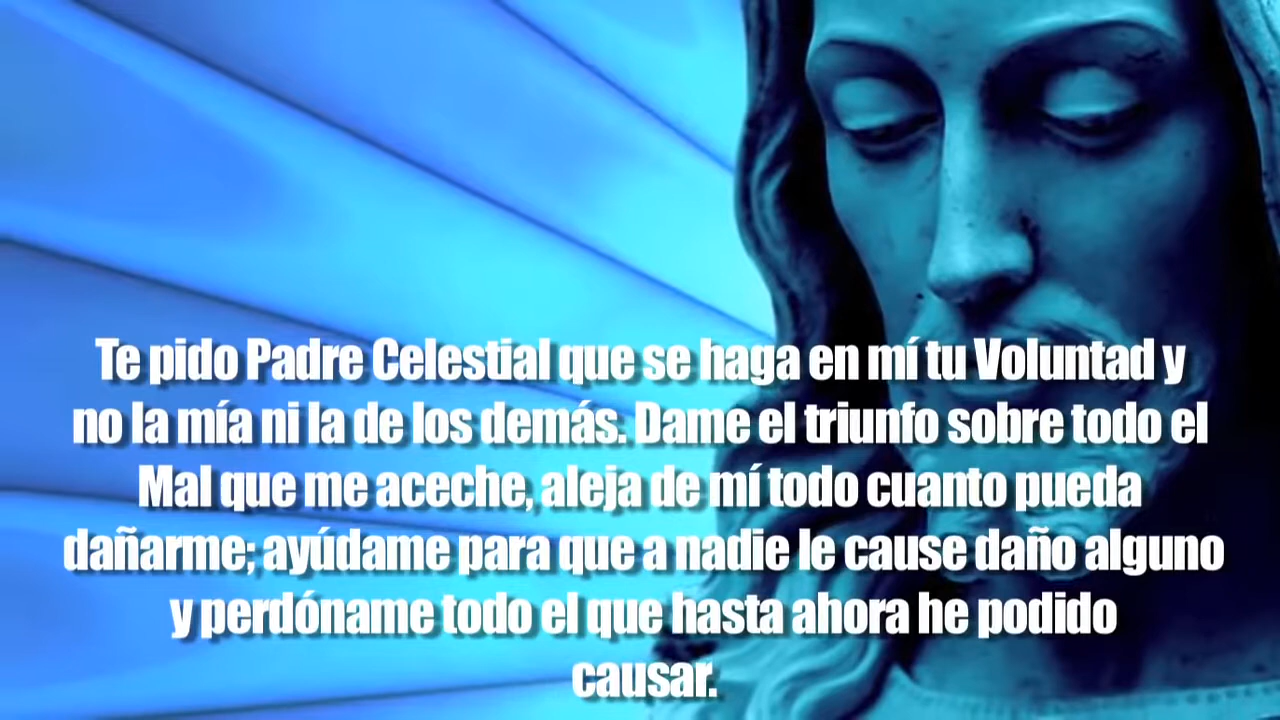 Te pido Padre Celestial que se haga en mí tu Voluntad y
no la mía ni la de los demás. Dame el triunfo sobre todo el
Mal que me aceche, aleja de mí todo cuanto pueda
dañarme; ayúdame para que a nadie le cause daño alguno
y perdóname todo el que hasta ahora he podido
causar.